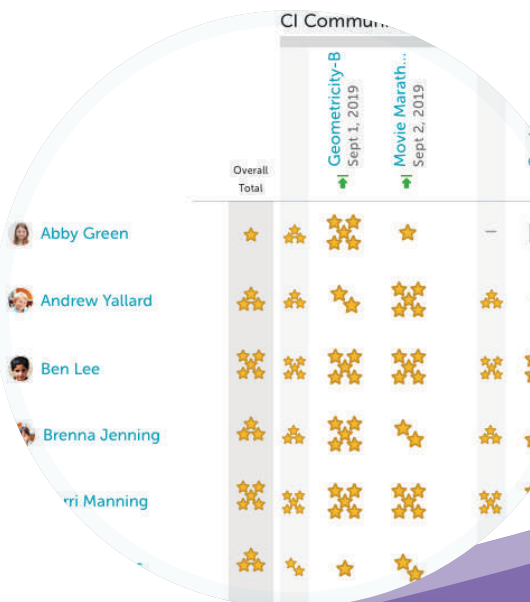 CI Commun
Geometricity-B
Sept 1, 2019
Movie Marath...
Sept 2, 2019
Overall
Total
Abby Green
–
Andrew Yallard
Ben Lee
Brenna Jenning
rri Manning